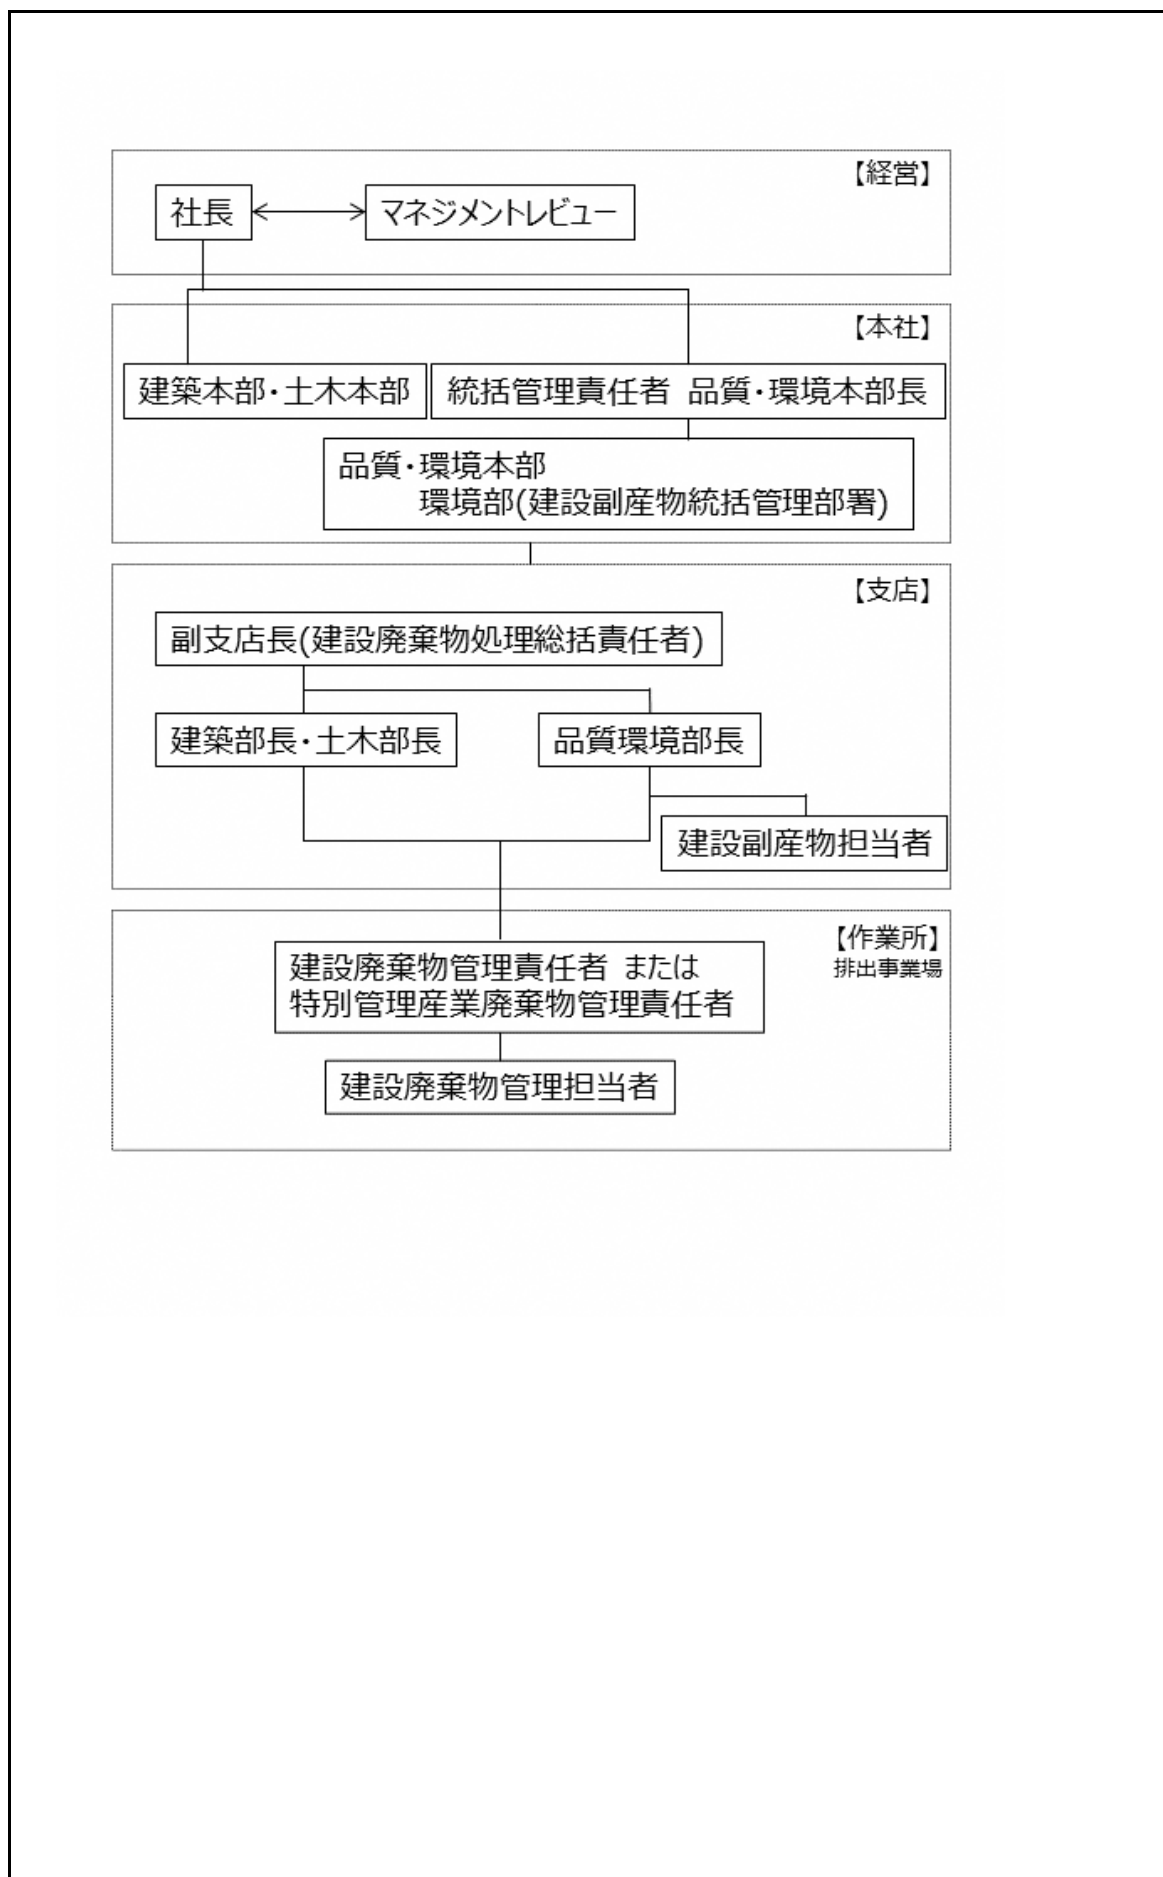 【経営】
社長
マネジメントレビュー
【本社】
建築本部・土木本部
統括管理責任者 品質・環境本部長
品質・環境本部
環境部(建設副産物統括管理部署)
【支店】
副支店長(建設廃棄物処理総括責任者)
建築部長・土木部長
品質環境部長
建設副産物担当者
【作業所】
排出事業場
建設廃棄物管理責任者 または
特別管理産業廃棄物管理責任者
建設廃棄物管理担当者